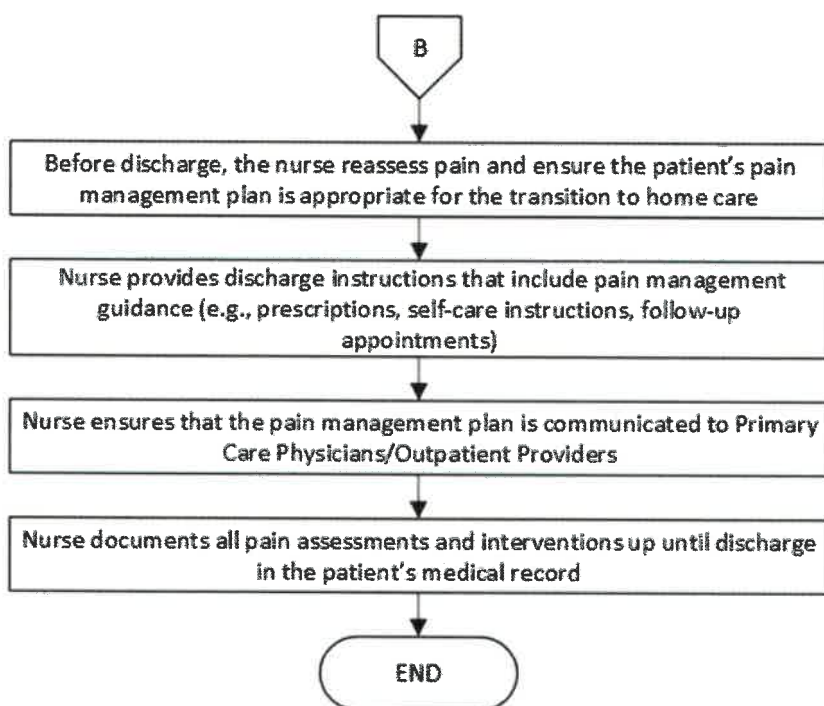 B
Before discharge, the nurse reassess pain and ensure the patient's pain
management plan is appropriate for the transition to home care
Nurse provides discharge instructions that include pain management
guidance (e.g., prescriptions, self-care instructions, follow-up
appointments)
Nurse ensures that the pain management plan is communicated to Primary
Care Physicians/Outpatient Providers
Nurse documents all pain assessments and interventions up until discharge
in the patient's medical record
END